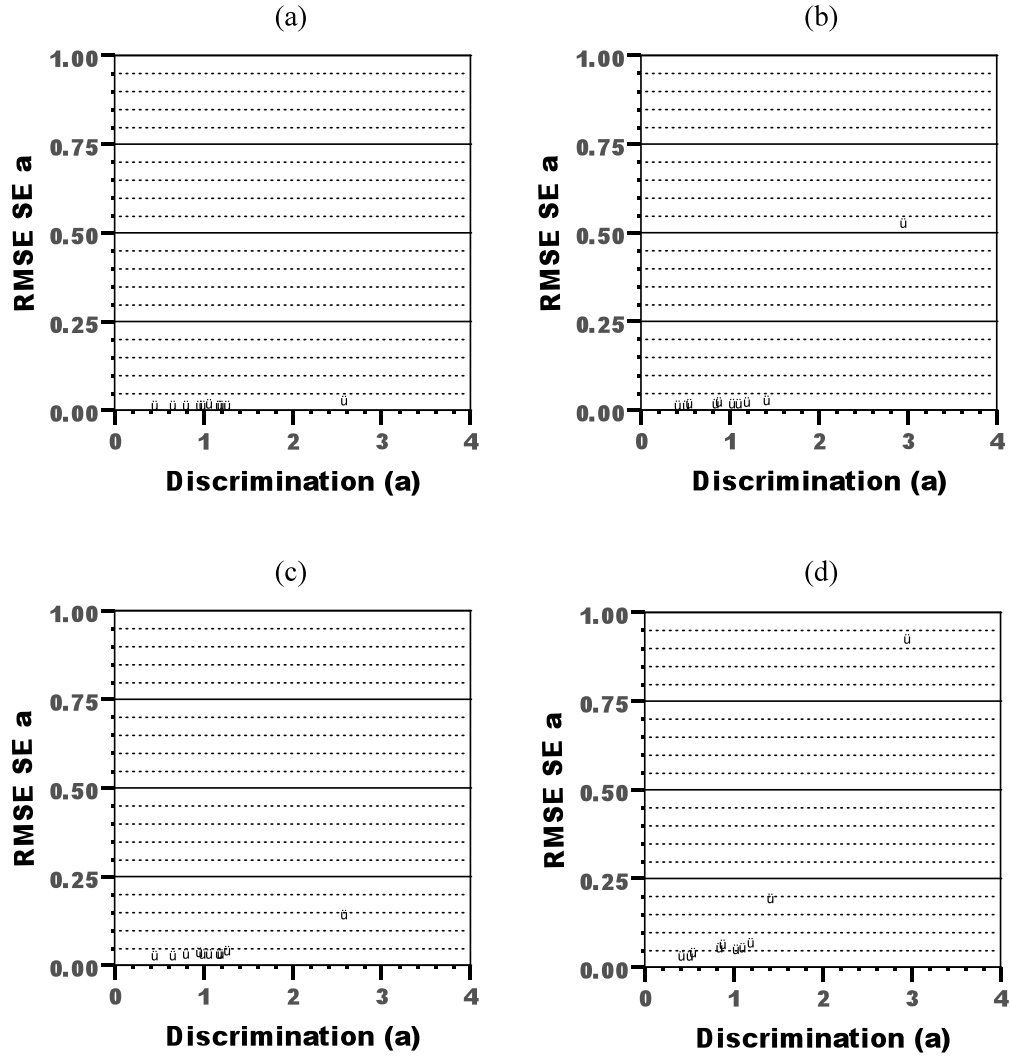 (a)
1.00
0.75
0.50
0.25
0.00
RMSE SE a
ü ü ü ü ü ü ü ü ü ü
0 1 2 3 4
Discrimination (a)
(b)
1.00
0.75
0.50
0.25
0.00
RMSE SE a
ü
ü ü ü ü ü ü ü ü ü
0 1 2 3 4
Discrimination (a)
(c)
1.00
0.75
0.50
0.25
0.00
RMSE SE a
ü
ü ü ü ü ü ü ü ü ü
0 1 2 3 4
Discrimination (a)
(d)
1.00
0.75
0.50
0.25
0.00
RMSE SE a
ü
ü
ü ü ü ü ü ü ü ü
0 1 2 3 4
Discrimination (a)